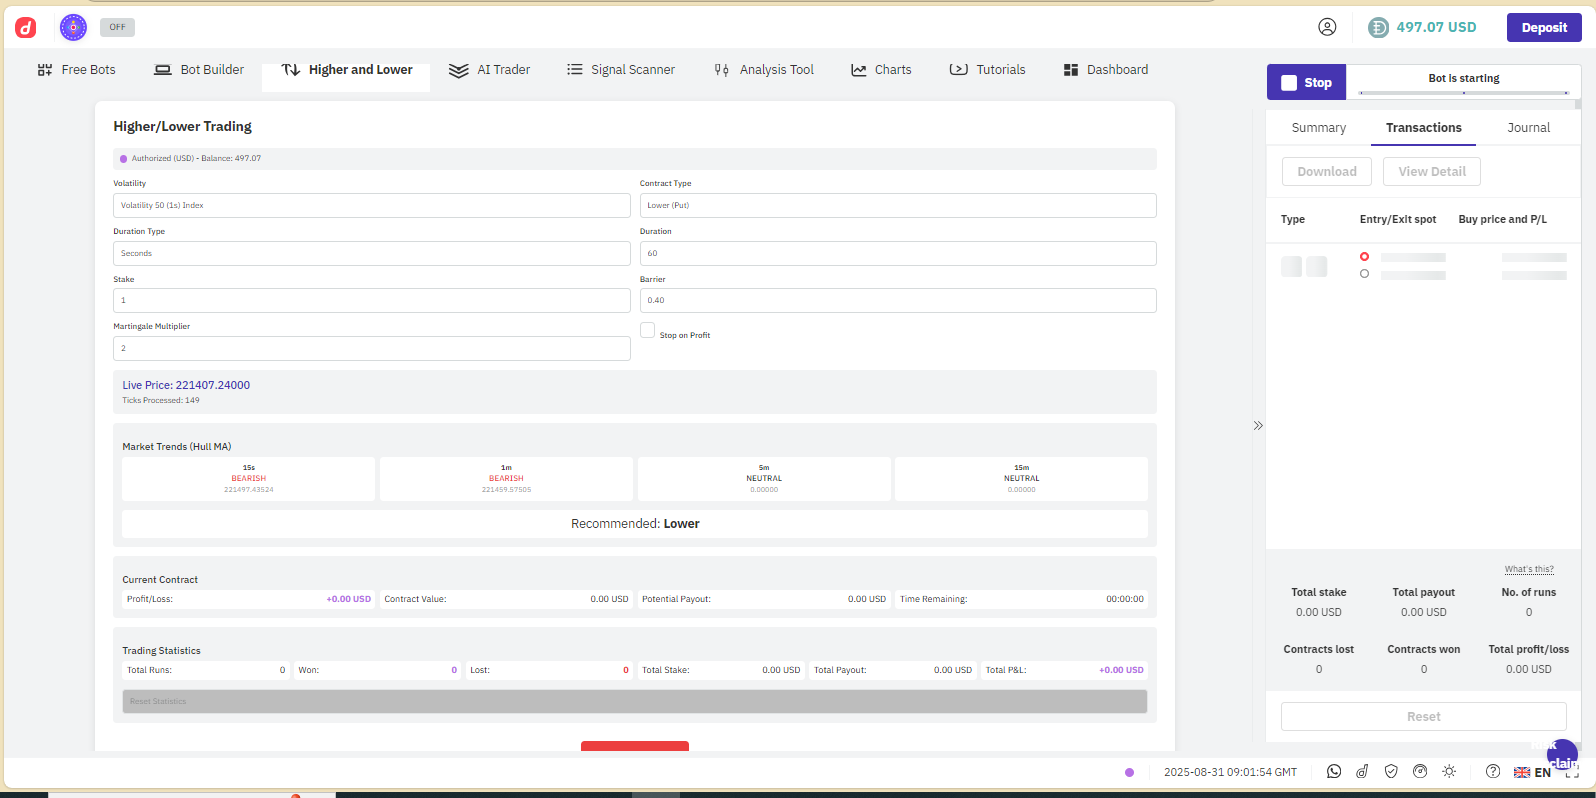 OFF
497.07 USD
Deposit
Free Bots
Bot Builder
Higher and Lower
AI Trader
Signal Scanner
Analysis Tool
Charts
Tutorials
Dashboard
Stop
Bot is starting
Higher/Lower Trading
Authorized (USD) - Balance: 497.07
Volatility
Contract Type
Volatility 50 (1s) Index
Lower (Put)
Duration Type
Duration
Seconds
60
Stake
Barrier
1
0.40
Martingale Multiplier
Stop on Profit
2
Live Price: 221407.24000
Ticks Processed: 149
Market Trends (Hull MA)
15s
BEARISH
221497.43524
1m
BEARISH
221459.57505
5m
NEUTRAL
0.00000
15m
NEUTRAL
0.00000
Recommended: Lower
Current Contract
Profit/Loss: +0.00 USD
Contract Value: 0.00 USD
Potential Payout: 0.00 USD
Time Remaining: 00:00:00
Trading Statistics
Total Runs: 0
Won: 0
Lost: 0
Total Stake: 0.00 USD
Total Payout: 0.00 USD
Total P&L: +0.00 USD
Reset Statistics
Summary
Transactions
Journal
Download
View Detail
Type
Entry/Exit spot
Buy price and P/L
What's this?
Total stake
Total payout
No. of runs
0.00 USD
0.00 USD
0
Contracts lost
Contracts won
Total profit/loss
0
0
0.00 USD
Reset
2025-08-31 09:01:54 GMT
EN